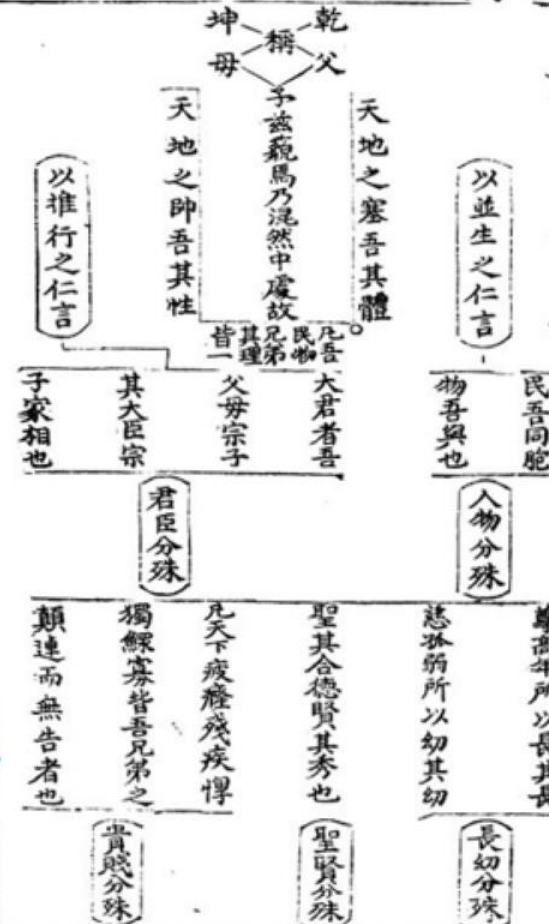 乾
父
稱
坤
母
天地之塞吾其體
予茲藐焉乃混然中處故
天地之帥吾其性
凡吾
民物
兄弟
其理
皆一
以並生之仁言
民吾同胞
物吾與也
人物分殊
以推行之仁言
大君者吾
父母宗子
其大臣宗
子家相也
君臣分殊
高年所以長其長
慈孤弱所以幼其幼
長幼分殊
聖其合德賢其秀也
聖賢分殊
凡天下疲癃殘疾惸
獨鰥寡皆吾兄弟之
顛連而無告者也
貴賤分殊